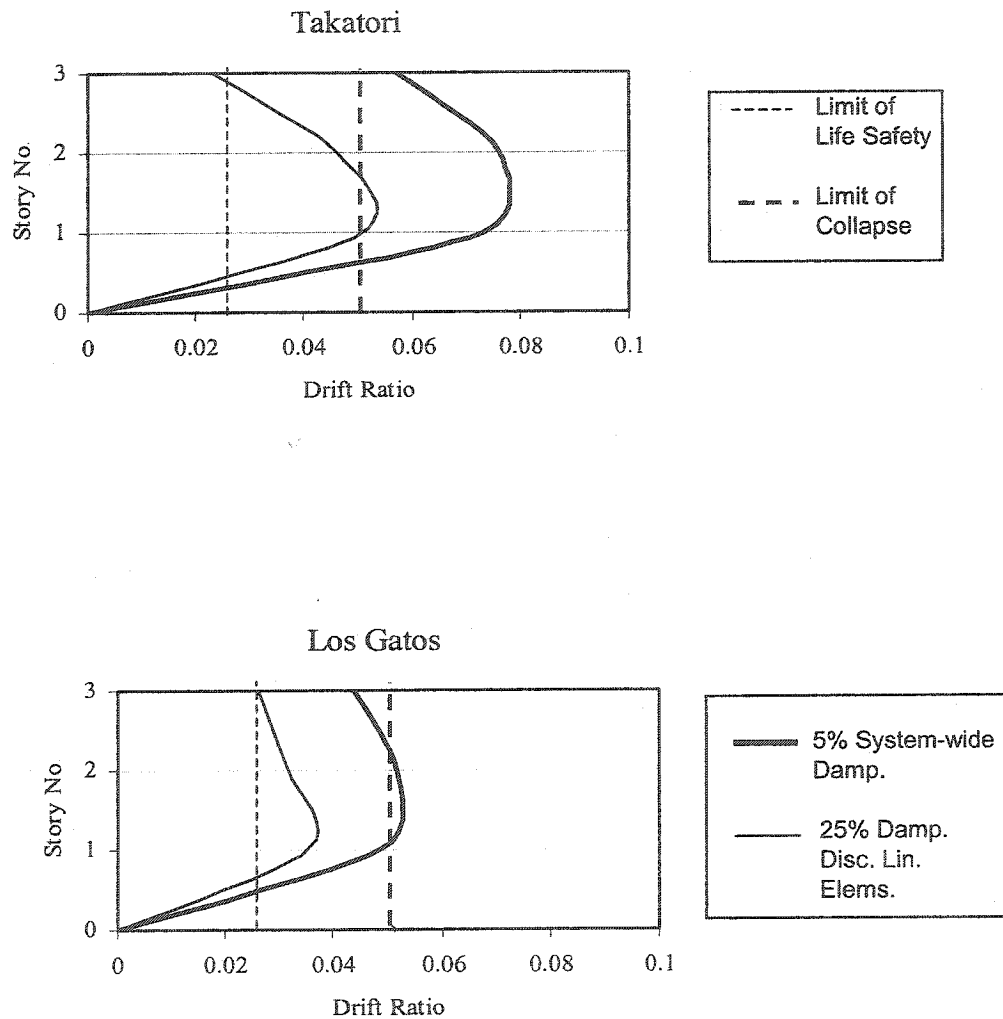 Takatori
3
2
1
0
Story No.
0 0.02 0.04 0.06 0.08 0.1
Drift Ratio
Limit of
Life Safety
Limit of
Collapse
Los Gatos
3
2
1
0
Story No
0 0.02 0.04 0.06 0.08 0.1
Drift Ratio
5% System-wide
Damp.
25% Damp.
Disc. Lin.
Elems.